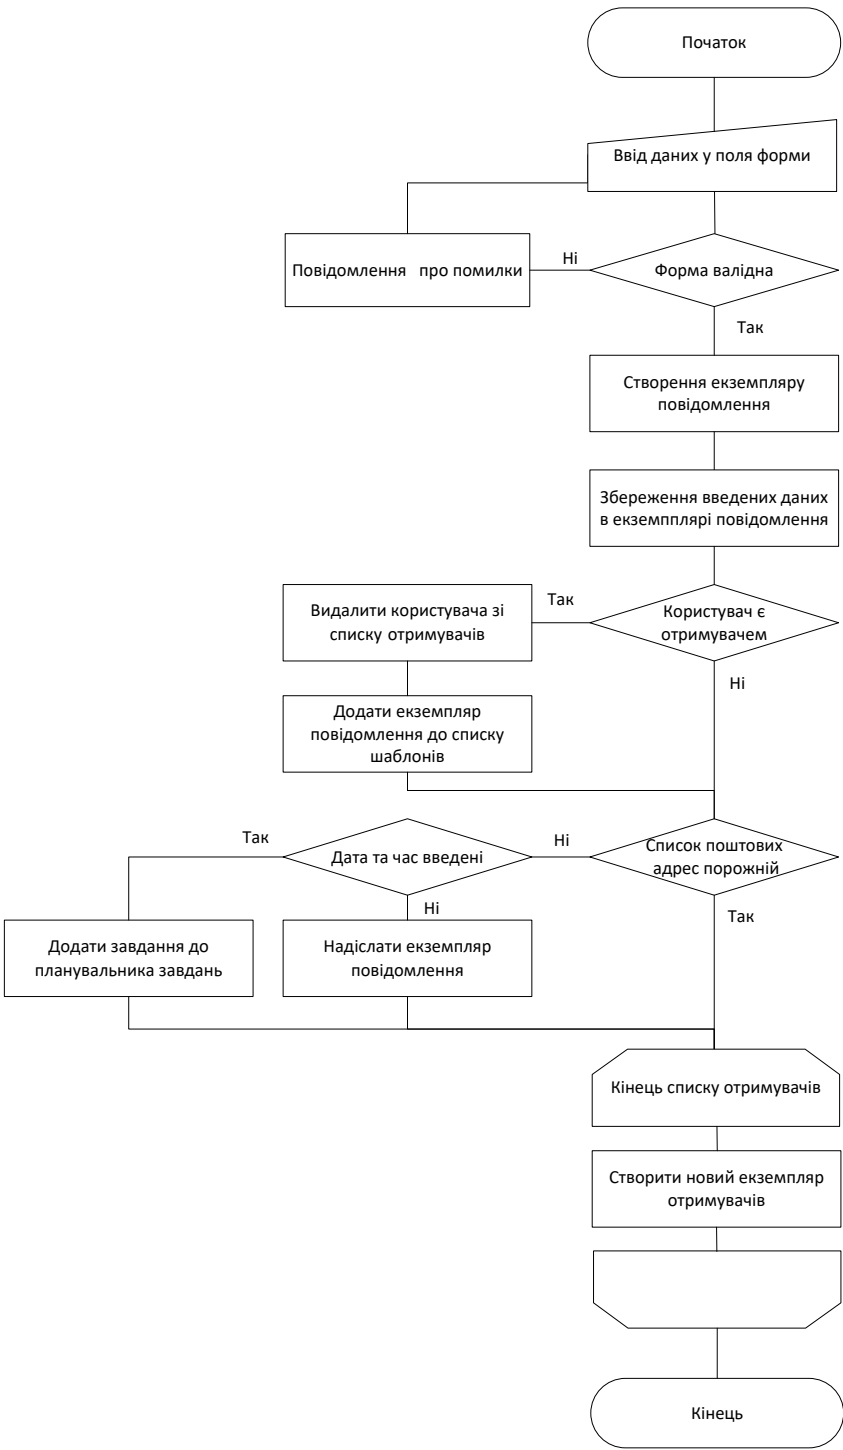 Початок
Ввід даних у поля форми
Повідомлення про помилки
Ні
Форма валідна
Так
Створення екземпляру
повідомлення
Збереження введених даних
в екземпплярі повідомлення
Видалити користувача зі
списку отримувачів
Так
Користувач є
отримувачем
Ні
Додати екземпляр
повідомлення до списку
шаблонів
Так
Дата та час введені
Ні
Список поштових
адрес порожній
Ні
Так
Додати завдання до
планувальника завдань
Надіслати екземпляр
повідомлення
Кінець списку отримувачів
Створити новий екземпляр
отримувачів
Кінець